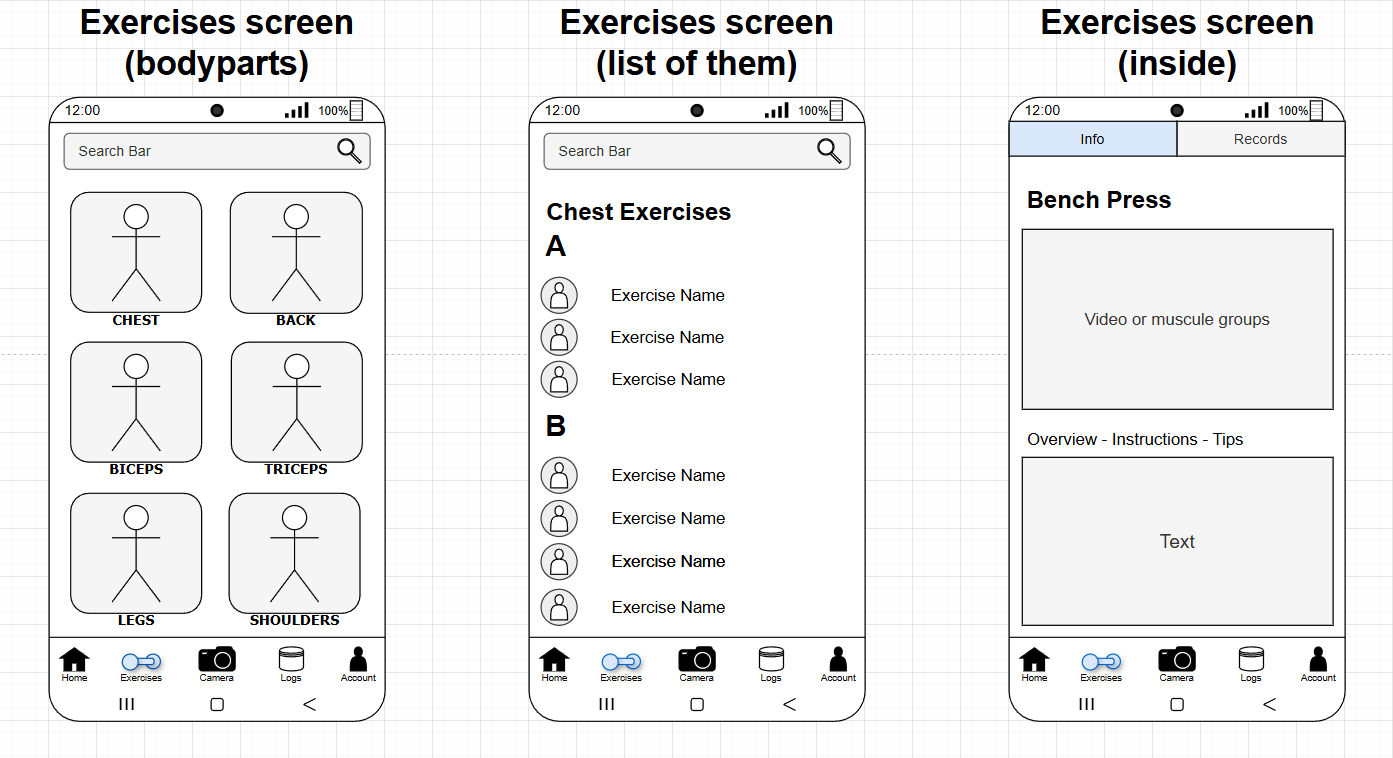 Exercises screen
(bodyparts)
12:00
100%
Search Bar
CHEST
BACK
BICEPS
TRICEPS
LEGS
SHOULDERS
Home
Exercises
Camera
Logs
Account
Exercises screen
(list of them)
12:00
100%
Search Bar
Chest Exercises
A
Exercise Name
Exercise Name
Exercise Name
B
Exercise Name
Exercise Name
Exercise Name
Exercise Name
Home
Exercises
Camera
Logs
Account
Exercises screen
(inside)
12:00
100%
Info
Records
Bench Press
Video or muscule groups
Overview - Instructions - Tips
Text
Home
Exercises
Camera
Logs
Account